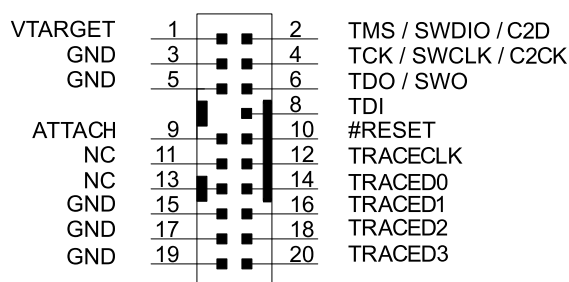 VTARGET 1 2 TMS / SWDIO / C2D
GND 3 4 TCK / SWCLK / C2CK
GND 5 6 TDO / SWO
8 TDI
ATTACH 9 10 #RESET
NC 11 12 TRACECLK
NC 13 14 TRACED0
GND 15 16 TRACED1
GND 17 18 TRACED2
GND 19 20 TRACED3